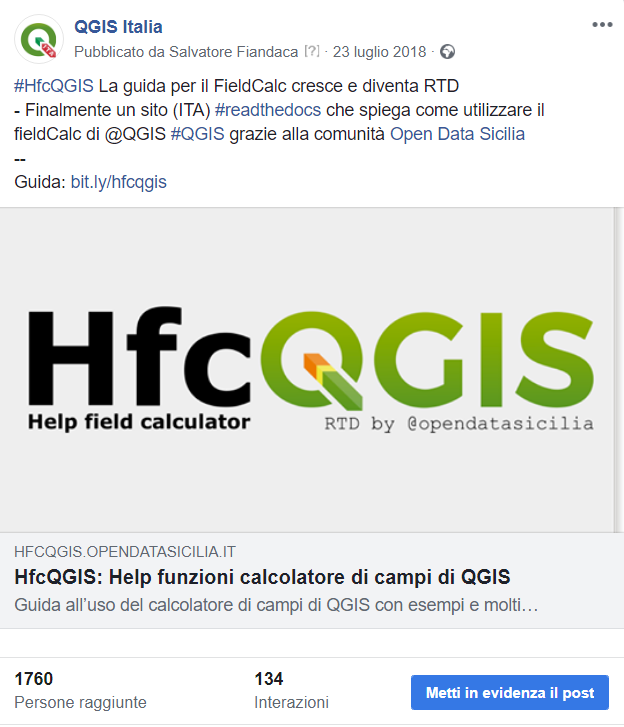 QGIS Italia
Pubblicato da Salvatore Fiandaca [?] · 23 luglio 2018 ·
#HfcQGIS La guida per il FieldCalc cresce e diventa RTD
- Finalmente un sito (ITA) #readthedocs che spiega come utilizzare il
fieldCalc di @QGIS #QGIS grazie alla comunità Open Data Sicilia
--
Guida: bit.ly/hfcqgis
HfcQGIS
Help field calculator
RTD by @opendatasicilia
HFCQGIS.OPENDATASICILIA.IT
HfcQGIS: Help funzioni calcolatore di campi di QGIS
Guida all'uso del calcolatore di campi di QGIS con esempi e molti…
1760
Persone raggiunte
134
Interazioni
Metti in evidenza il post